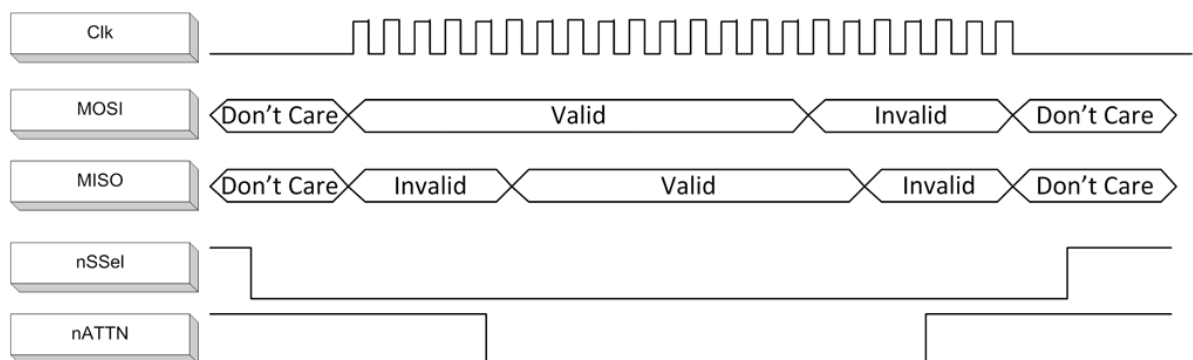 Clk
MOSI
Don't Care Valid Invalid Don't Care
MISO
Don't Care Invalid Valid Invalid Don't Care
nSSel
nATTN